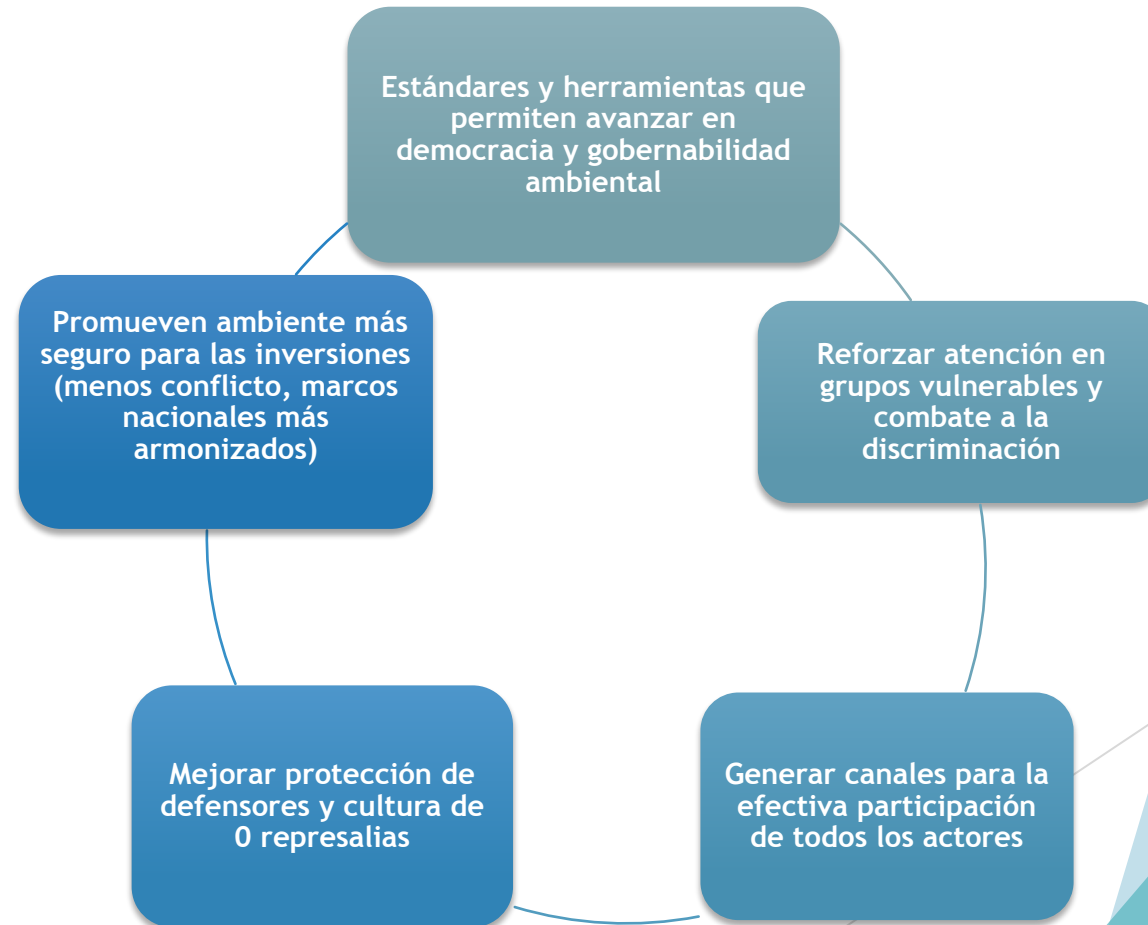 Estándares y herramientas que
permiten avanzar en
democracia y gobernabilidad
ambiental
Reforzar atención en
grupos vulnerables y
combate a la
discriminación
Generar canales para la
efectiva participación
de todos los actores
Mejorar protección de
defensores y cultura de
0 represalias
Promueven ambiente más
seguro para las inversiones
(menos conflicto, marcos
nacionales más
armonizados)